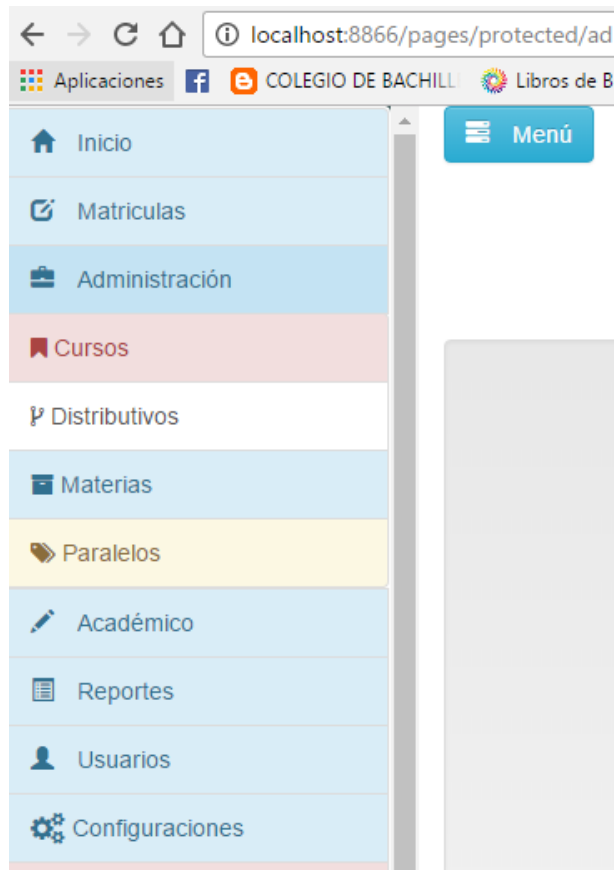 localhost:8866/pages/protected/ad
Aplicaciones COLEGIO DE BACHILL Libros de B
Inicio
Menú
Matriculas
Administración
Cursos
Distributivos
Materias
Paralelos
Académico
Reportes
Usuarios
Configuraciones